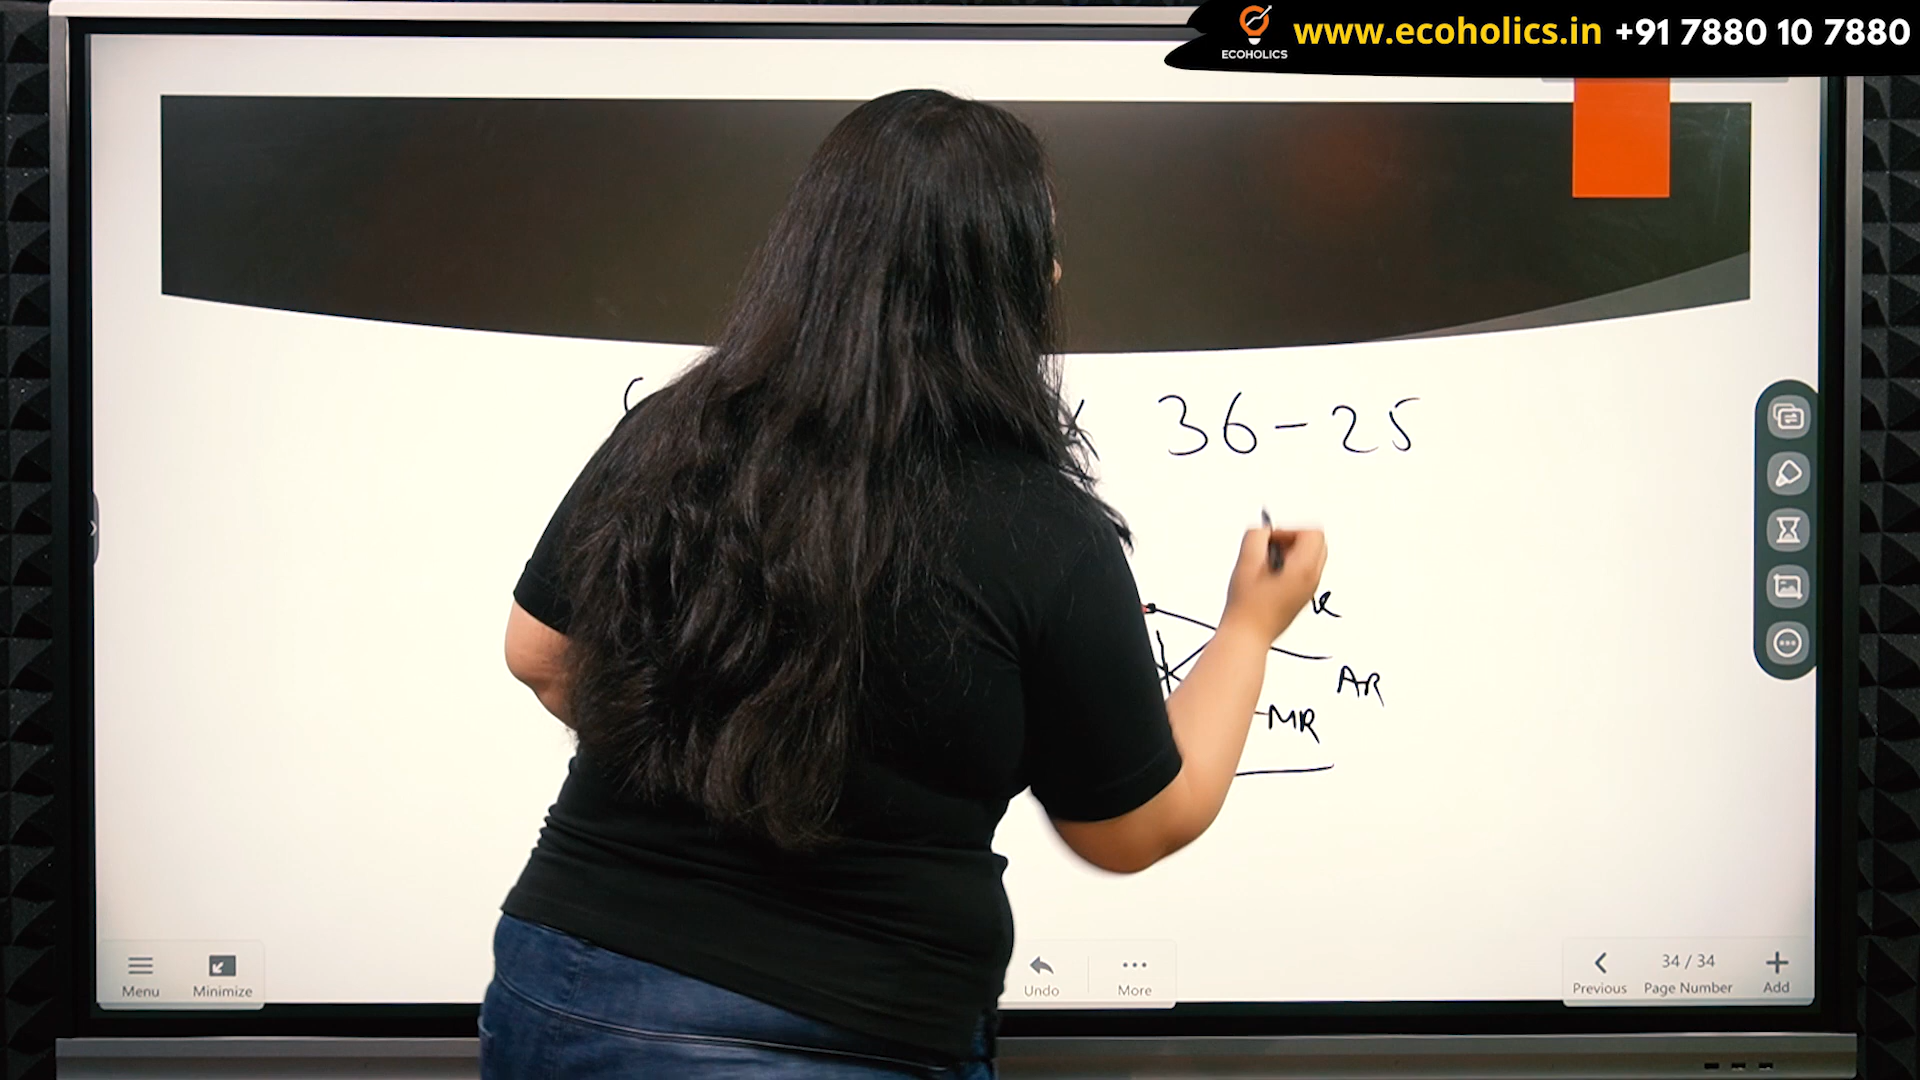 ECOHOLICS
www.ecoholics.in +91 7880 10 7880
36-25
AR
MR
Menu
Minimize
Undo
More
Previous
34 / 34
Page Number
Add